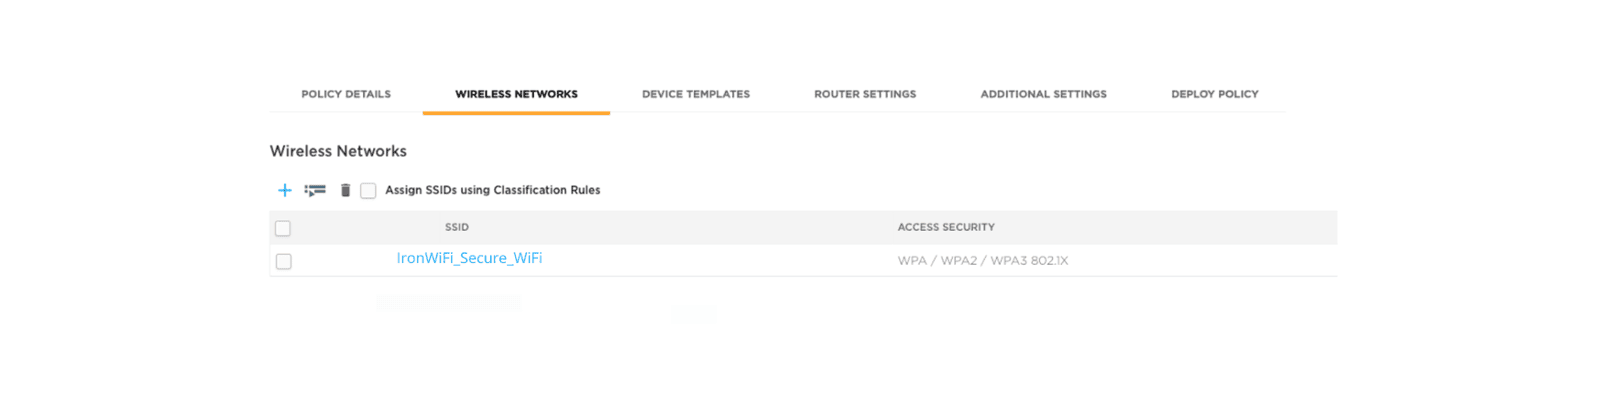 POLICY DETAILS WIRELESS NETWORKS DEVICE TEMPLATES ROUTER SETTINGS ADDITIONAL SETTINGS DEPLOY POLICY
Wireless Networks
Assign SSIDs using Classification Rules
SSID ACCESS SECURITY
IronWiFi_Secure_WiFi WPA / WPA2 / WPA3 802.1X